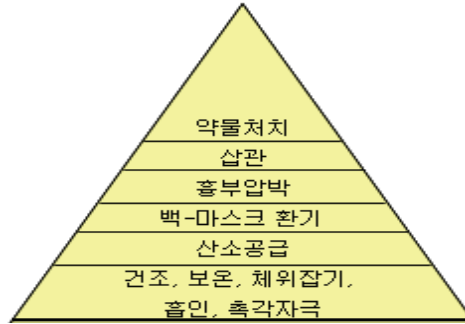 약물처치
삽관
흉부압박
백-마스크 환기
산소공급
건조, 보온, 체위잡기,
흡인, 촉각자극